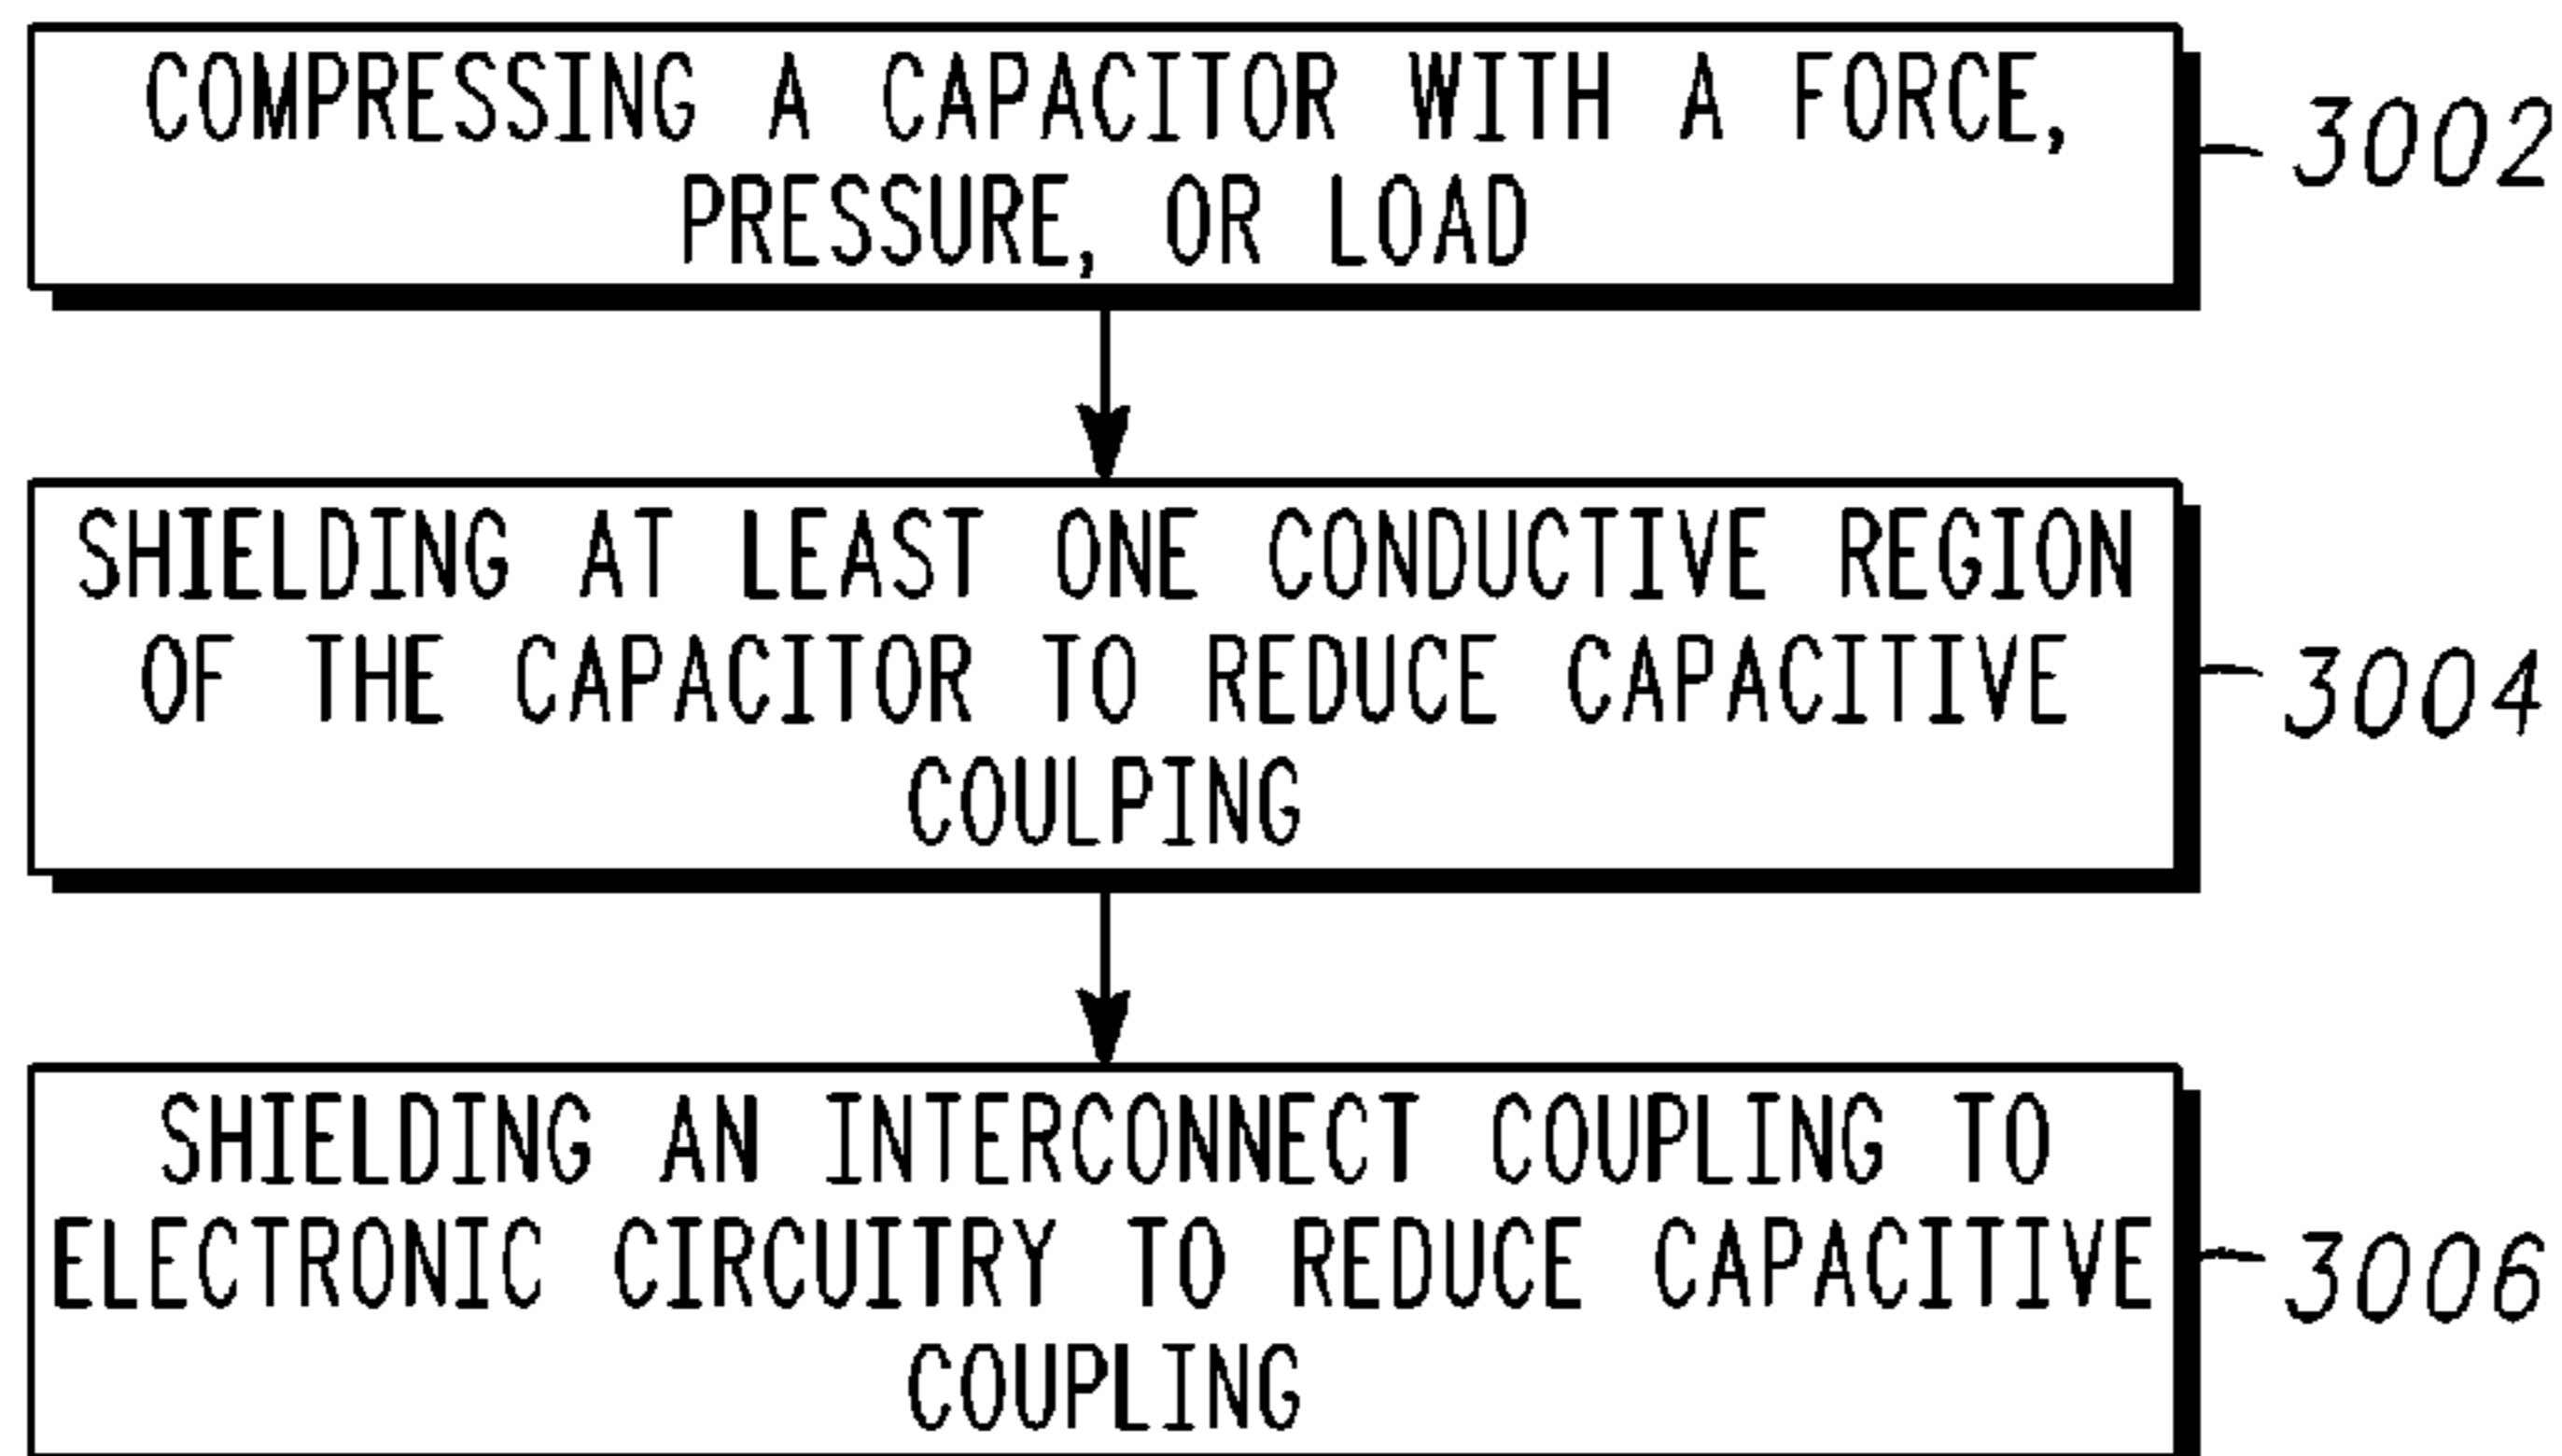 COMPRESSING A CAPACITOR WITH A FORCE,
PRESSURE, OR LOAD
3002
SHIELDING AT LEAST ONE CONDUCTIVE REGION
OF THE CAPACITOR TO REDUCE CAPACITIVE
COULPING
3004
SHIELDING AN INTERCONNECT COUPLING TO
ELECTRONIC CIRCUITRY TO REDUCE CAPACITIVE
COUPLING
3006